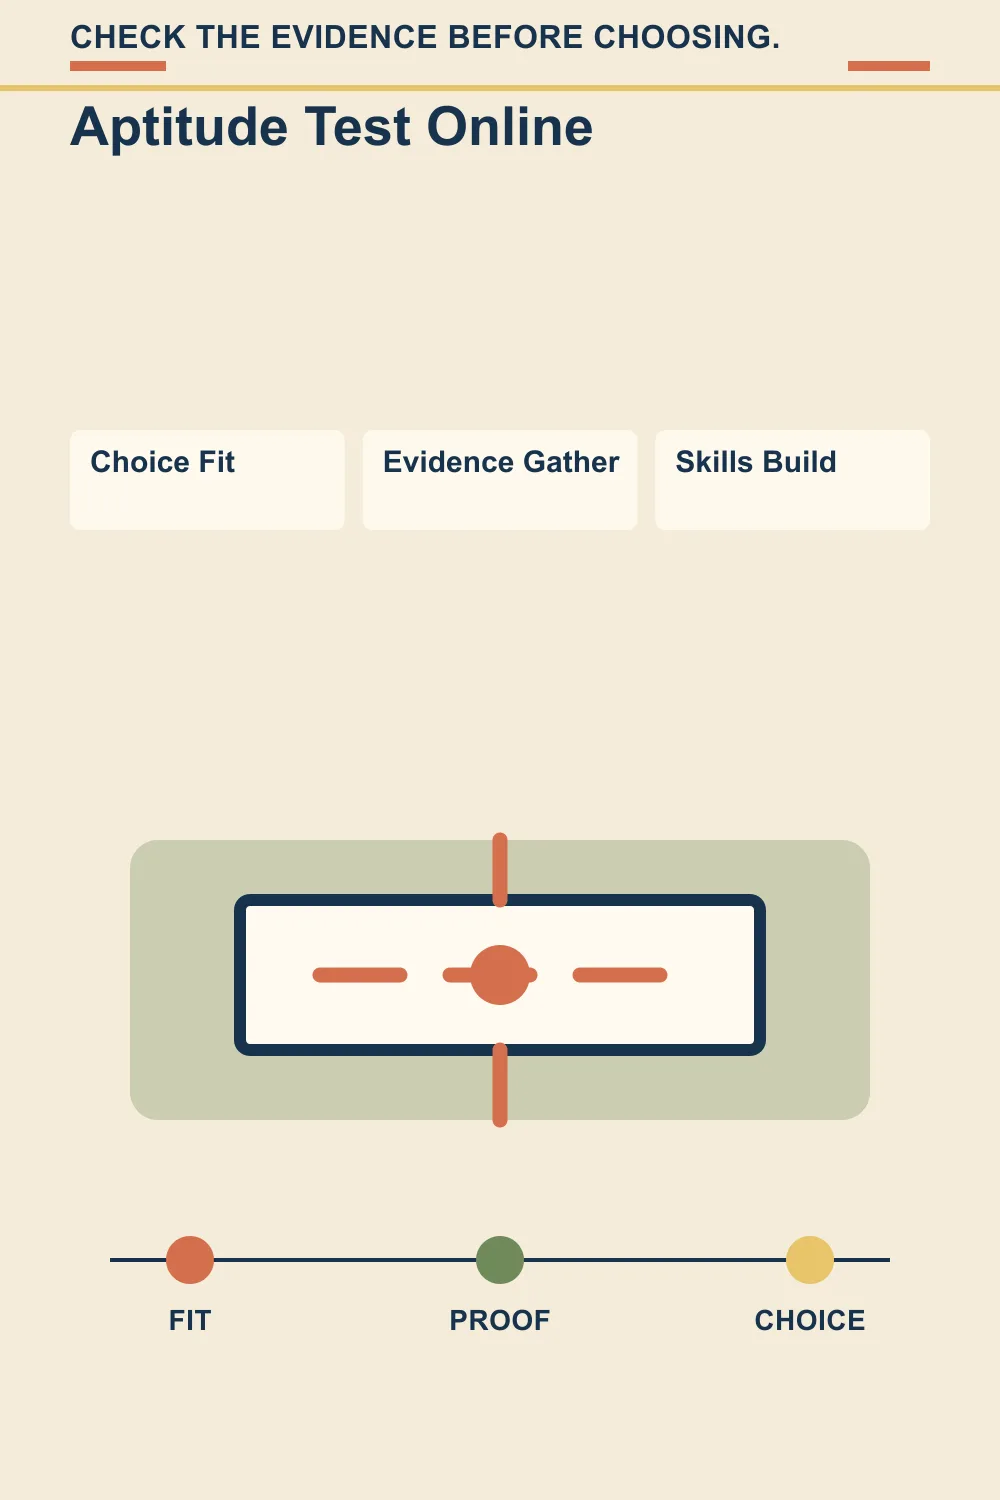 CHECK THE EVIDENCE BEFORE CHOOSING.
Aptitude Test Online
Choice Fit
Evidence Gather
Skills Build
FIT
PROOF
CHOICE